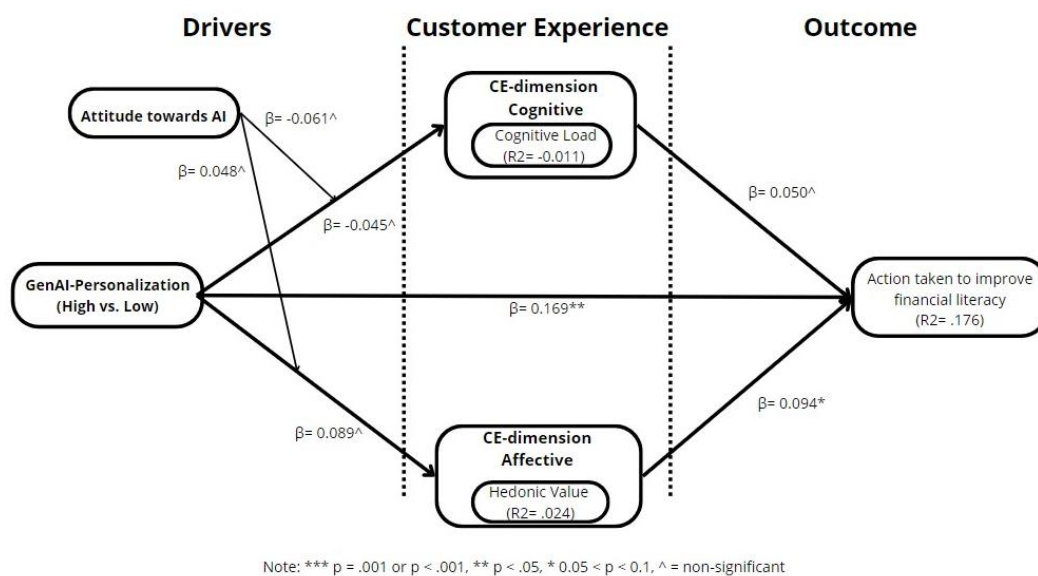 Drivers
Customer Experience
Outcome
Attitude towards AI
β= -0.061^
β= 0.048^
CE-dimension
Cognitive
Cognitive Load
(R2= -0.011)
β= 0.050^
β= -0.045^
GenAI-Personalization
(High vs. Low)
β= 0.169**
Action taken to improve
financial literacy
(R2= .176)
β= 0.089^
β= 0.094*
CE-dimension
Affective
Hedonic Value
(R2= .024)
Note: *** p = .001 or p < .001, ** p < .05, * 0.05 < p < 0.1, ^ = non-significant